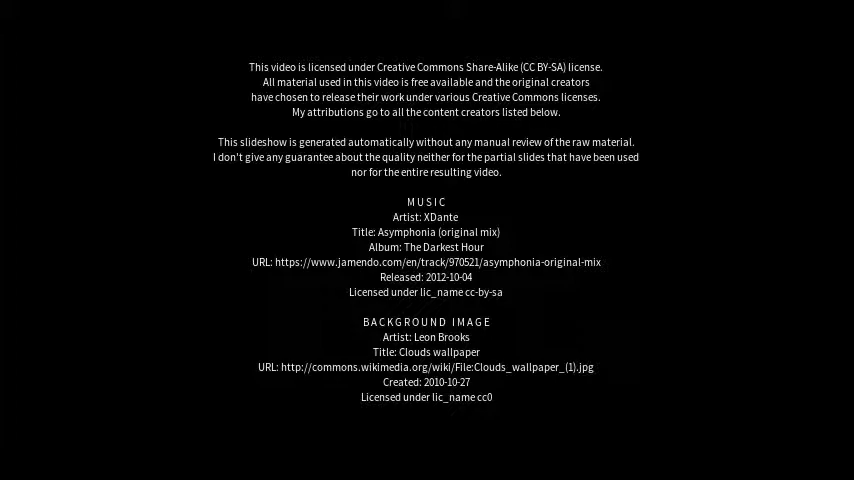 This video is licensed under Creative Commons Share-Alike (CC BY-SA) license.
All material used in this video is free available and the original creators
have chosen to release their work under various Creative Commons licenses.
My attributions go to all the content creators listed below.
This slideshow is generated automatically without any manual review of the raw material.
I don't give any guarantee about the quality neither for the partial slides that have been used
nor for the entire resulting video.
MUSIC
Artist: XDante
Title: Asymphonia (original mix)
Album: The Darkest Hour
URL: https://www.jamendo.com/en/track/970521/asymphonia-original-mix
Released: 2012-10-04
Licensed under lic_name cc-by-sa
BACKGROUND IMAGE
Artist: Leon Brooks
Title: Clouds wallpaper
URL: http://commons.wikimedia.org/wiki/File:Clouds_wallpaper_(1).jpg
Created: 2010-10-27
Licensed under lic_name cc0